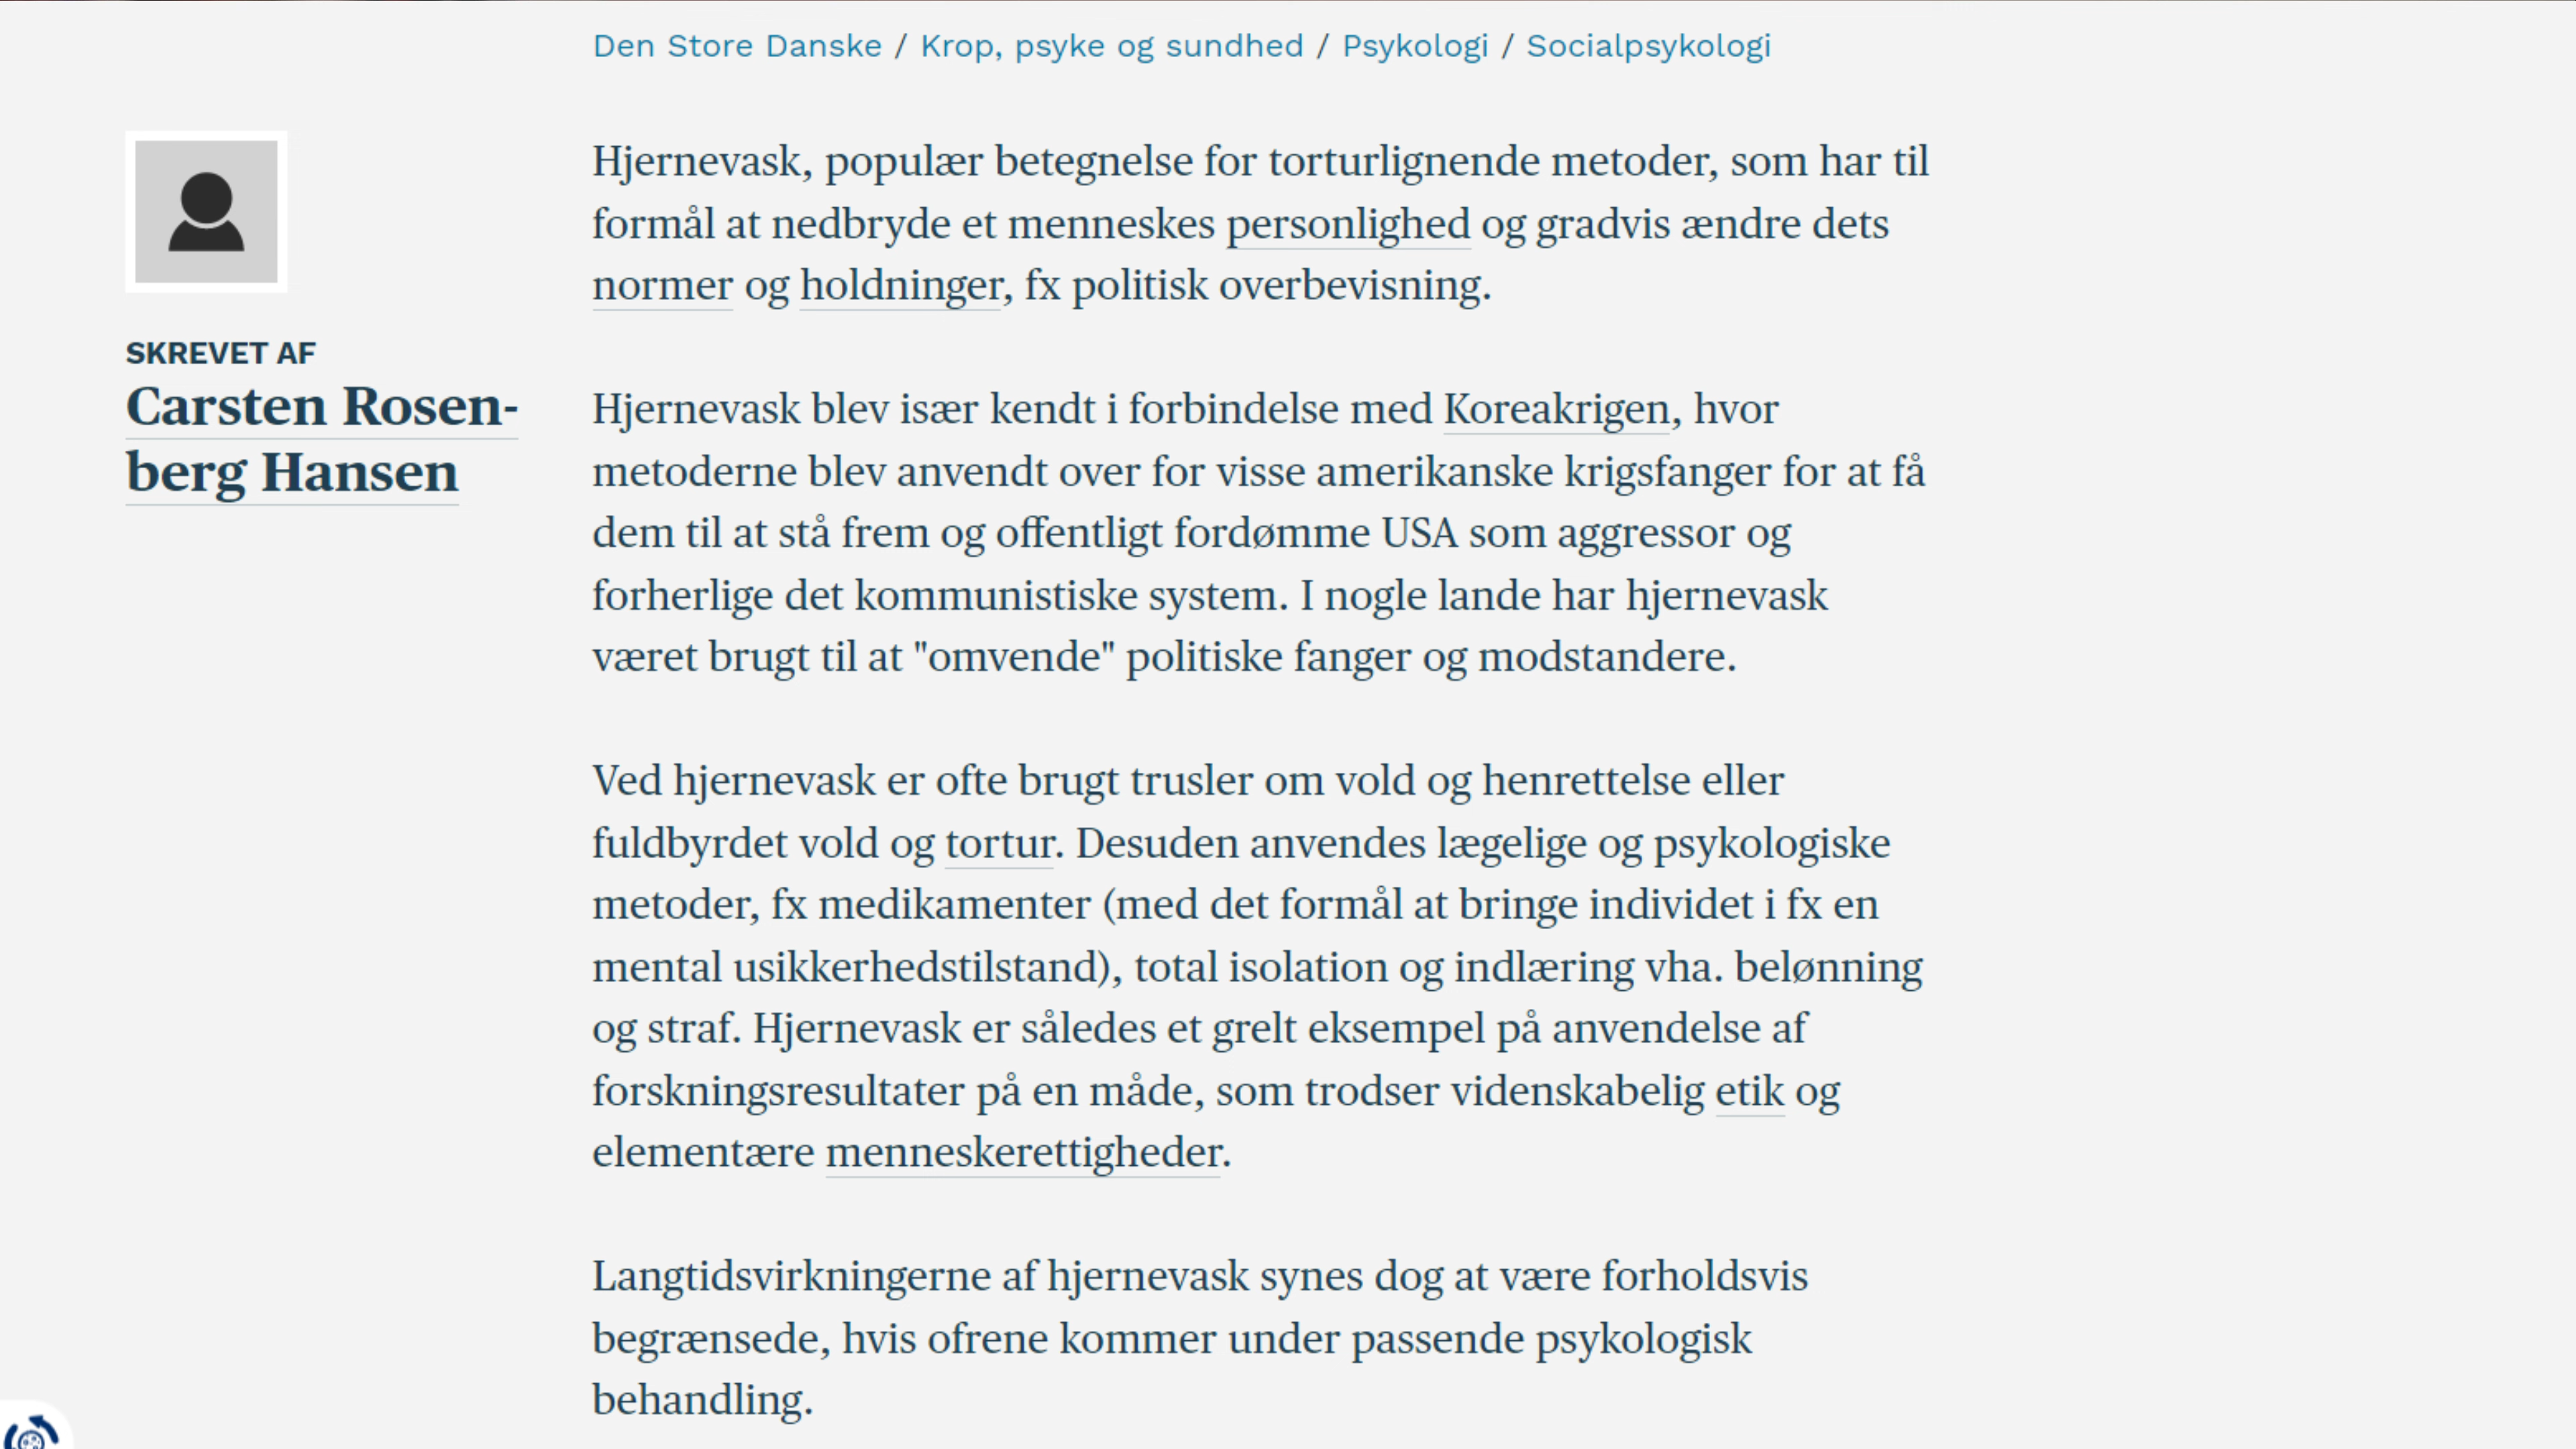 Den Store Danske / Krop, psyke og sundhed / Psykologi / Socialpsykologi
SKREVET AF
Carsten Rosen-
berg Hansen
Hjernevask, populær betegnelse for torturlignende metoder, som har til
formål at nedbryde et menneskes personlighed og gradvis ændre dets
normer og holdninger, fx politisk overbevisning.
Hjernevask blev især kendt i forbindelse med Koreakrigen, hvor
metoderne blev anvendt over for visse amerikanske krigsfanger for at få
dem til at stå frem og offentligt fordømme USA som aggressor og
forherlige det kommunistiske system. I nogle lande har hjernevask
været brugt til at "omvende" politiske fanger og modstandere.
Ved hjernevask er ofte brugt trusler om vold og henrettelse eller
fuldbyrdet vold og tortur. Desuden anvendes lægelige og psykologiske
metoder, fx medikamenter (med det formål at bringe individet i fx en
mental usikkerhedstilstand), total isolation og indlæring vha. belønning
og straf. Hjernevask er således et grelt eksempel på anvendelse af
forskningsresultater på en måde, som trodser videnskabelig etik og
elementære menneskerettigheder.
Langtidsvirkningerne af hjernevask synes dog at være forholdsvis
begrænsede, hvis ofrene kommer under passende psykologisk
behandling.